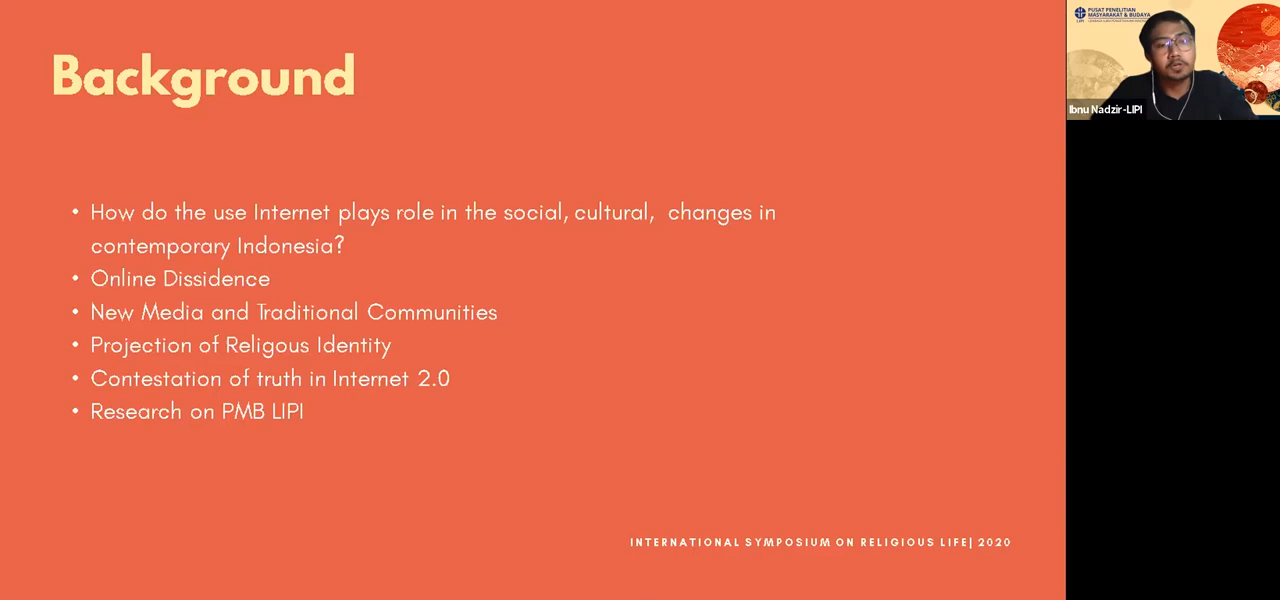 Background
• How do the use Internet plays role in the social, cultural,  changes in
contemporary Indonesia?
• Online Dissidence
• New Media and Traditional Communities
• Projection of Religous Identity
• Contestation of truth in Internet 2.0
• Research on PMB LIPI
INTERNATIONAL SYMPOSIUM ON RELIGIOUS LIFE| 2020
PUSAT PENELITIAN
MASYARAKAT & BUDAYA
LIPI
Ibnu Nadzir-LIPI